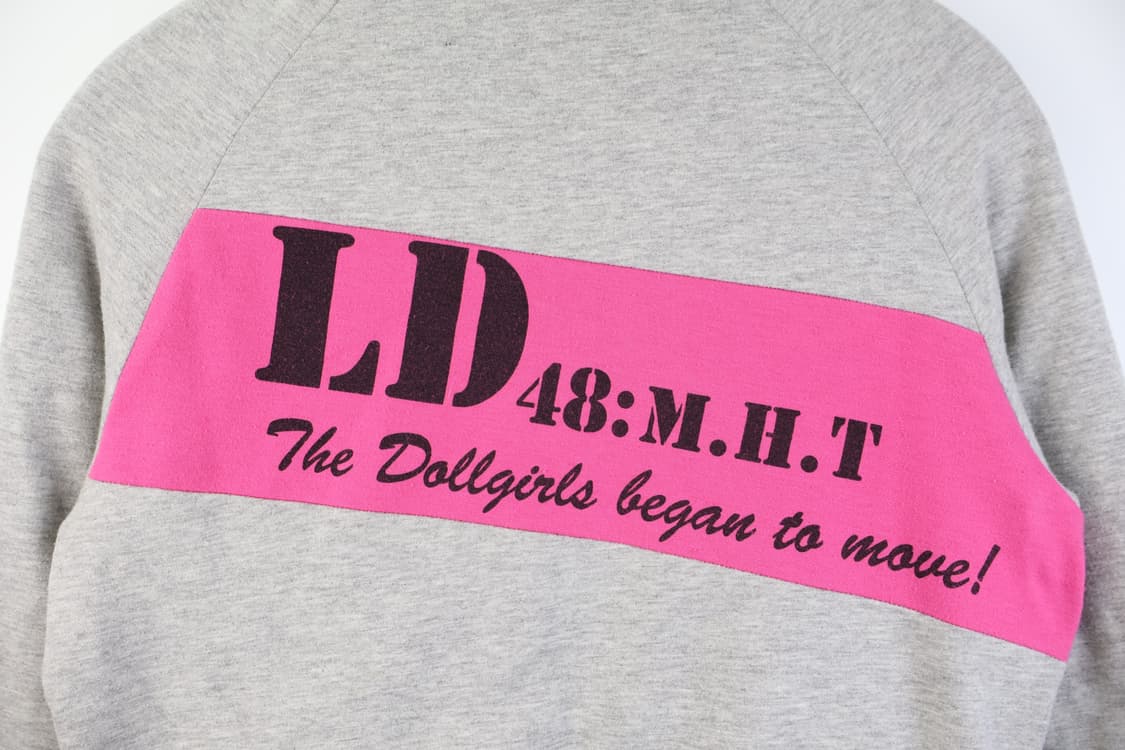 LD48:M.H.T
The Dollgirls began to move!